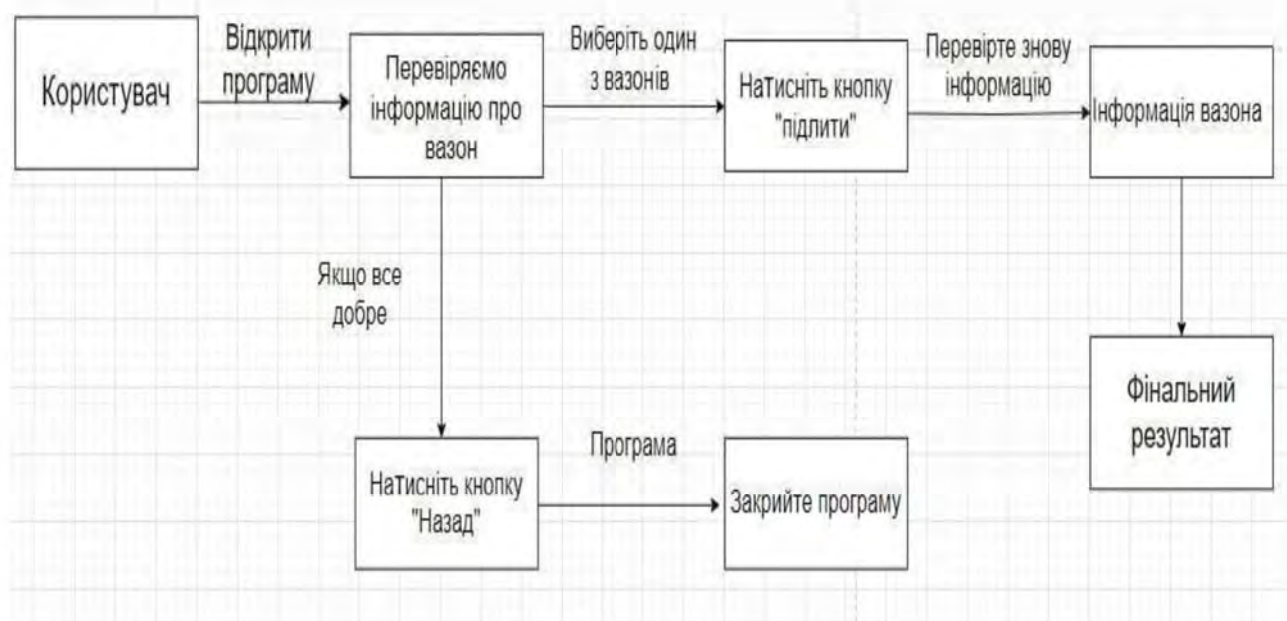 Користувач
Відкрити
програму
Перевіряємо
інформацію про
вазон
Виберіть один
з вазонів
Натисніть кнопку
"підлити"
Перевірте знову
інформацію
Інформація вазона
Якщо все
добре
Фінальний
результат
Натисніть кнопку
"Назад"
Програма
Закрийте програму